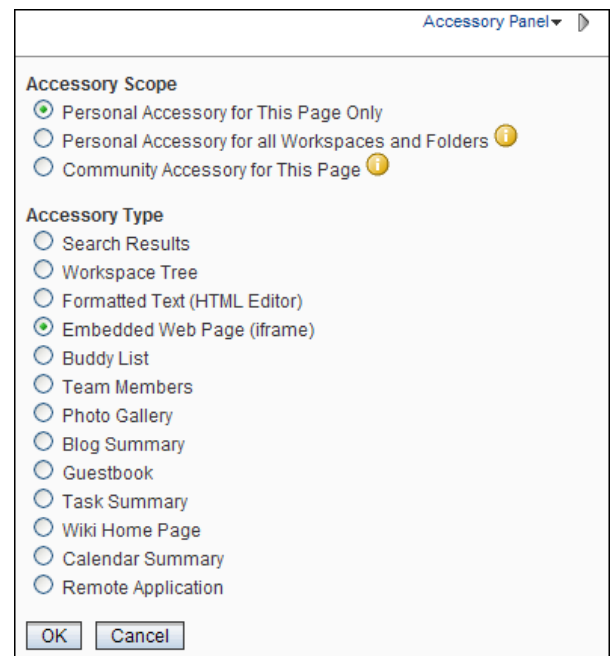 Accessory Panel
Accessory Scope
Personal Accessory for This Page Only
Personal Accessory for all Workspaces and Folders
Community Accessory for This Page
Accessory Type
Search Results
Workspace Tree
Formatted Text (HTML Editor)
Embedded Web Page (iframe)
Buddy List
Team Members
Photo Gallery
Blog Summary
Guestbook
Task Summary
Wiki Home Page
Calendar Summary
Remote Application
OK Cancel